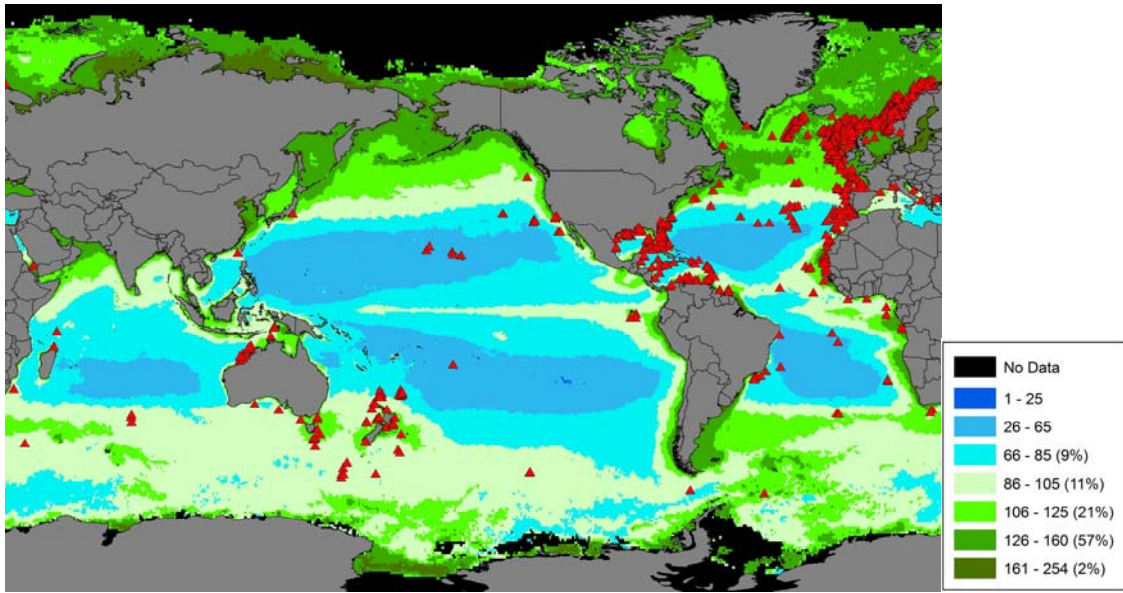 No Data
1 - 25
26 - 65
66 - 85 (9%)
86 - 105 (11%)
106 - 125 (21%)
126 - 160 (57%)
161 - 254 (2%)